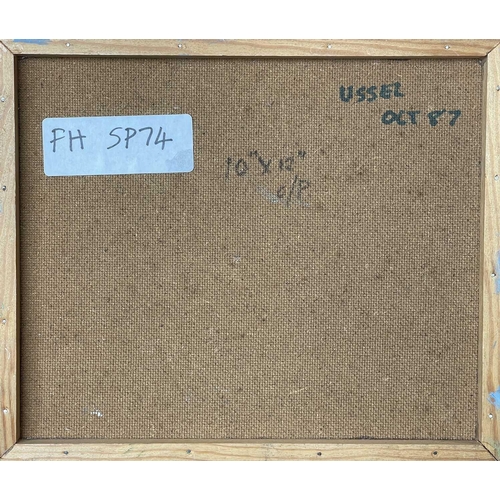 USSEL
OCT 87
FH SP74
10" X 12"
O/P